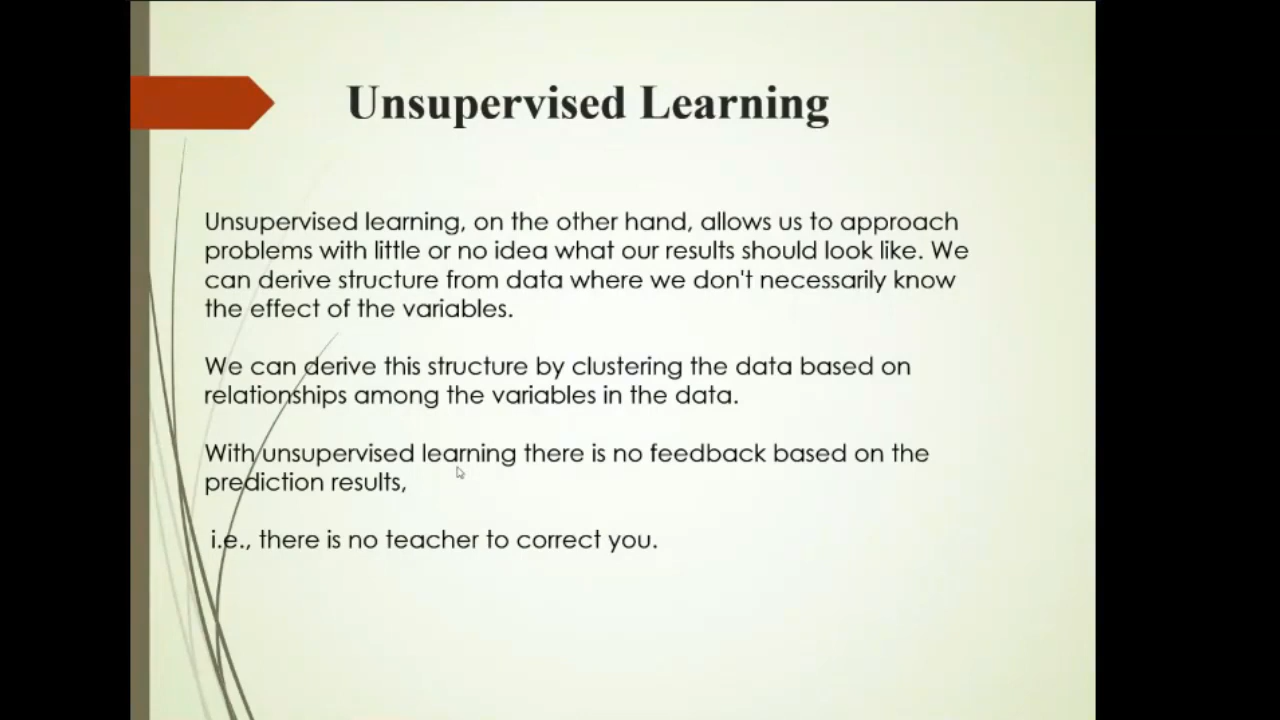 Unsupervised Learning
Unsupervised learning, on the other hand, allows us to approach
problems with little or no idea what our results should look like. We
can derive structure from data where we don't necessarily know
the effect of the variables.
We can derive this structure by clustering the data based on
relationships among the variables in the data.
With unsupervised learning there is no feedback based on the
prediction results,
i.e., there is no teacher to correct you.